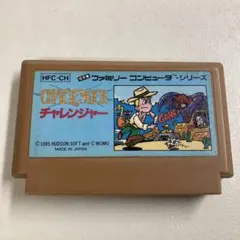 HFC-CH
ファミリー コンピュータ シリーズ
チャレンジャー
© 1985 HUDSON SOFT and © MOMO
MADE IN JAPAN